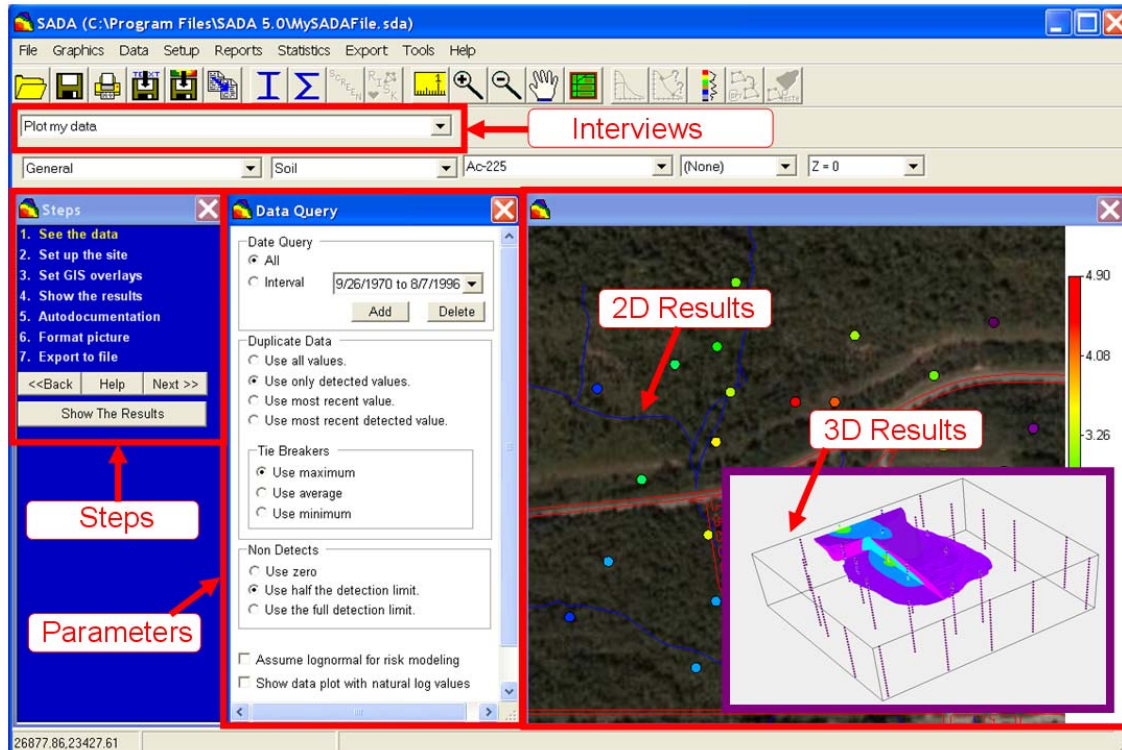 SADA (C:\Program Files\SADA 5.0\MySADAFile.sda)
File Graphics Data Setup Reports Statistics Export Tools Help
TEXT
SCREEN
RISK
1
Plot my data
Interviews
General
Soil
Ac-225
(None)
Z = 0
Steps
1. See the data
2. Set up the site
3. Set GIS overlays
4. Show the results
5. Autodocumentation
6. Format picture
7. Export to file
<<Back Help Next >>
Show The Results
Steps
Parameters
Data Query
Date Query
All
Interval 9/26/1970 to 8/7/1996
Add Delete
Duplicate Data
Use all values.
Use only detected values.
Use most recent value.
Use most recent detected value.
Tie Breakers
Use maximum
Use average
Use minimum
Non Detects
Use zero
Use half the detection limit.
Use the full detection limit.
Assume lognormal for risk modeling
Show data plot with natural log values
2D Results
3D Results
4.90
4.08
3.26
26877.86,23427.61